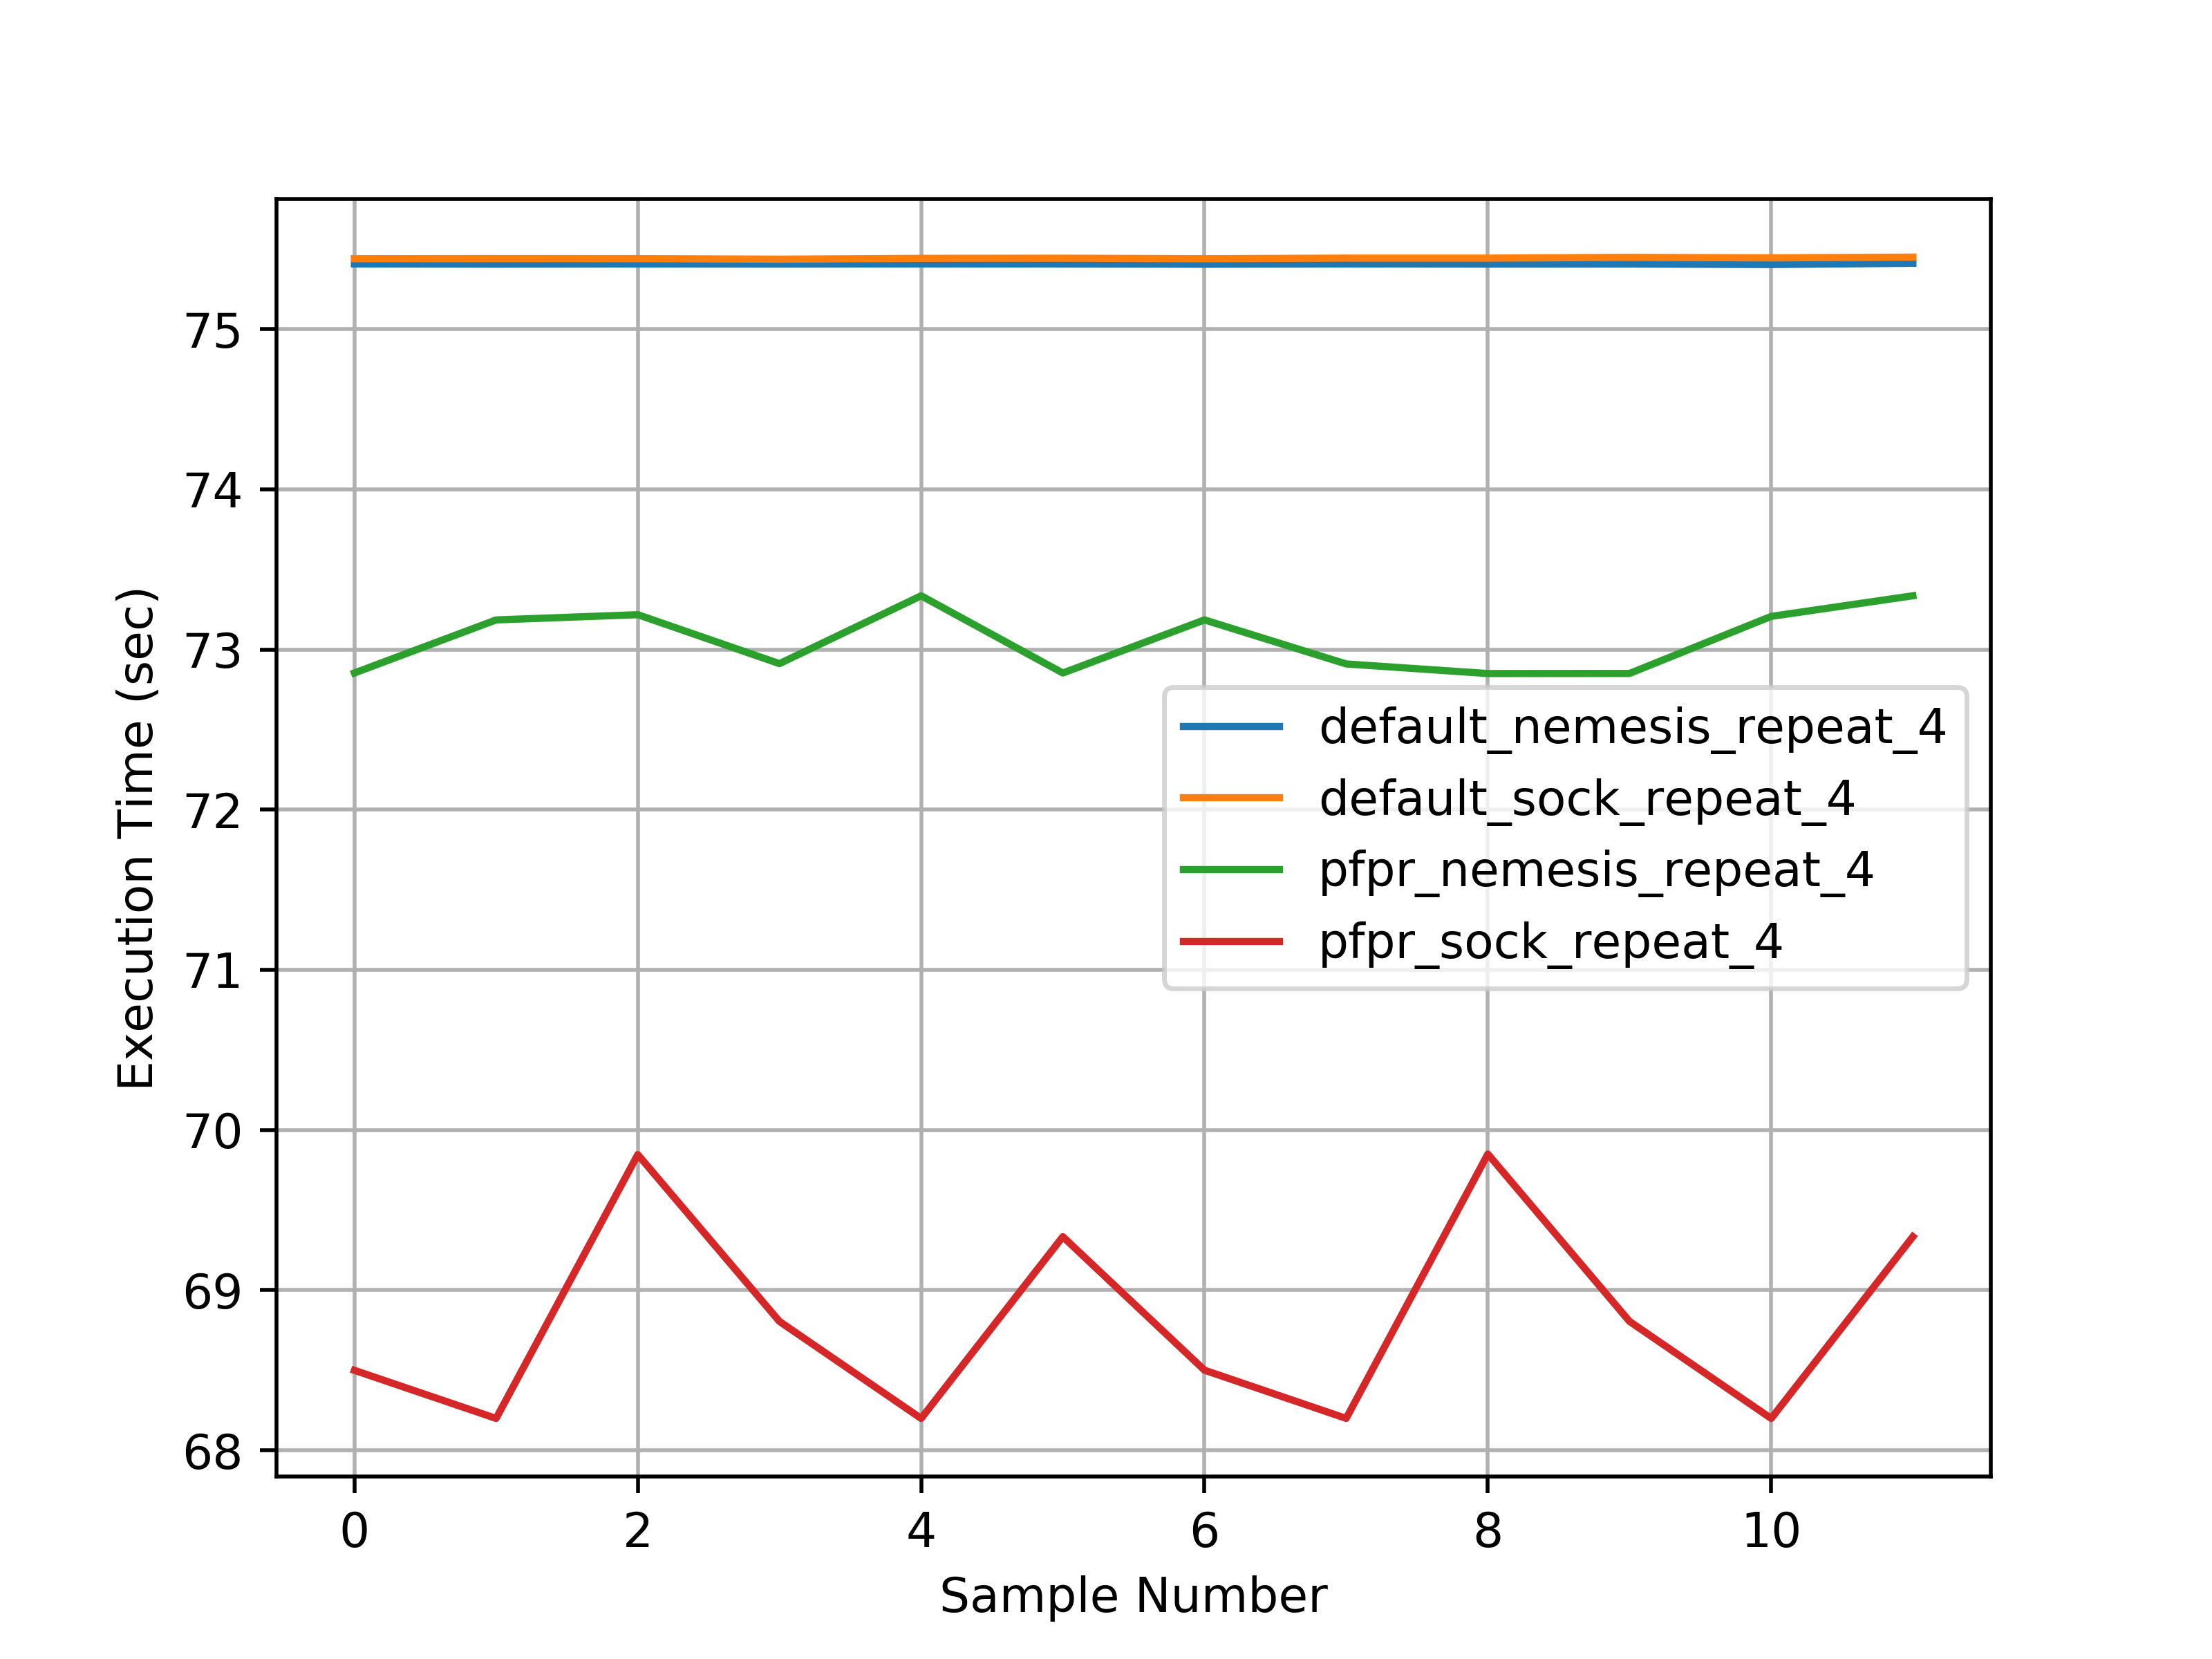 75
74
73
72
71
70
69
68
Execution Time (sec)
default_nemesis_repeat_4
default_sock_repeat_4
pfpr_nemesis_repeat_4
pfpr_sock_repeat_4
0 2 4 6 8 10
Sample Number